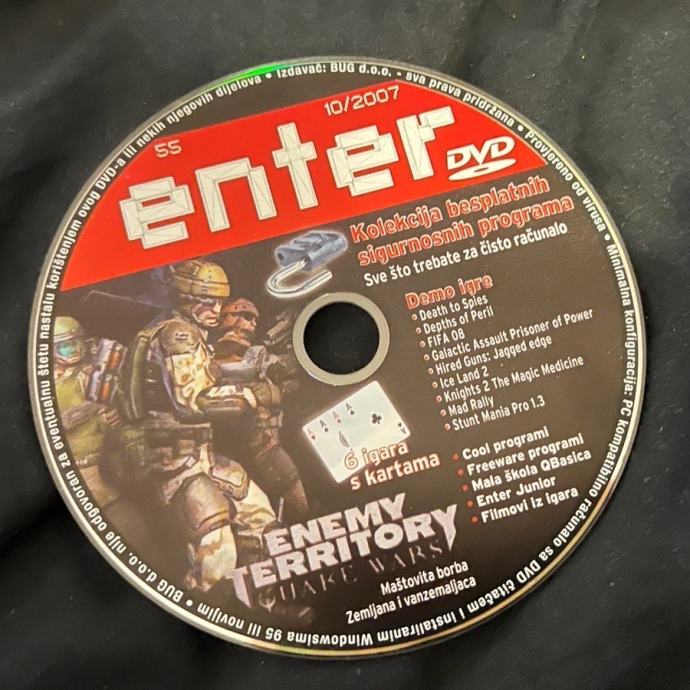 55
10/2007
enter
DVD
Kolekcija besplatnih
sigurnosnih programa
Sve što trebate za čisto računalo
Demo igre
• Death to Spies
• Depths of Peril
• FIFA 08
• Galactic Assault Prisoner of Power
• Hired Guns: Jagged edge
• Ice Land 2
• Knights 2 The Magic Medicine
• Mad Rally
• Stunt Mania Pro 1.3
6 igara
s kartama
• Cool programi
• Freeware programi
• Mala škola QBasica
• Enter Junior
• Filmovi iz igara
ENEMY
TERRITORY
QUAKE WARS
Maštovita borba
Zemljana i vanzemaljaca
• Izdavač: BUG d.o.o. - sva prava pridržana • Provjereno od virusa • Minimalna konfiguracija: PC kompatibilno računalo sa DVD čitačem i instaliranim Windowsima 95 ili novijim • BUG d.o.o. nije odgovoran za eventualnu štetu nastalu korištenjem ovog DVD-a ili nekih njegovih dijelova